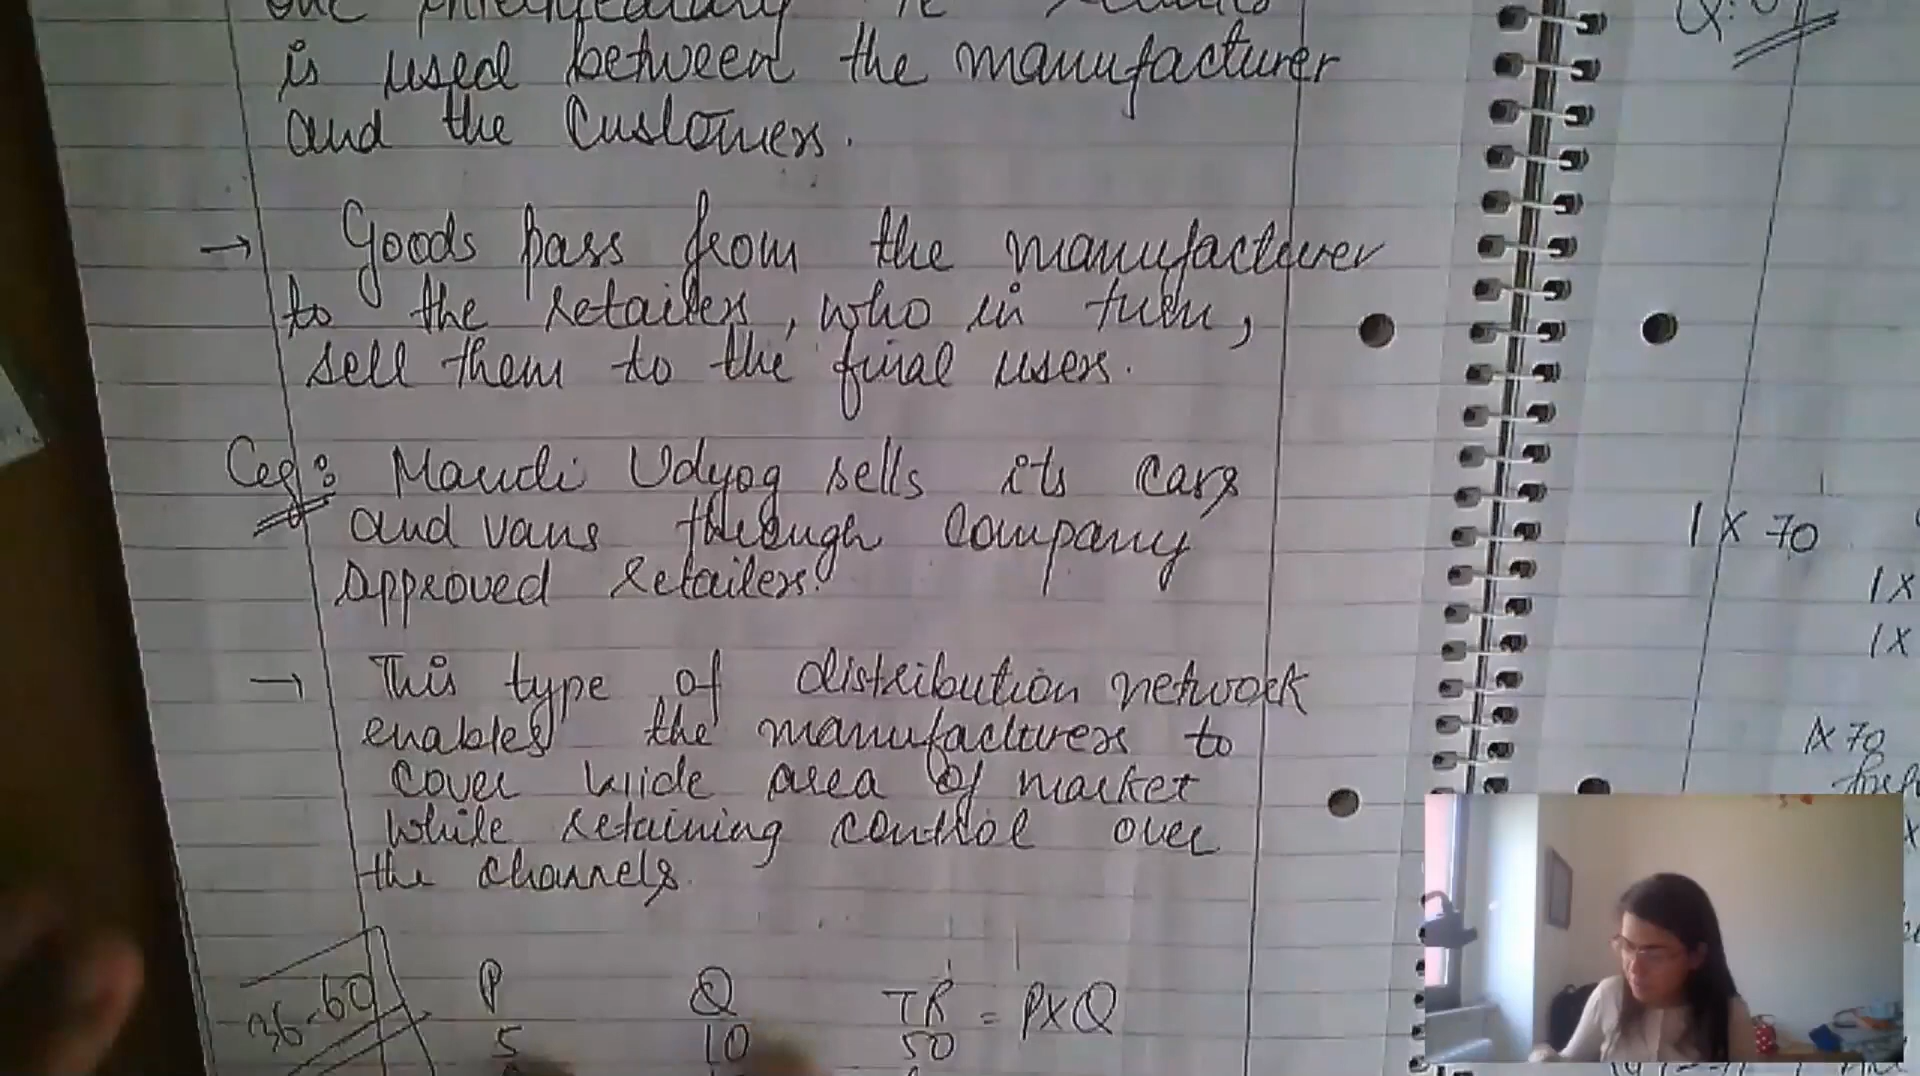 is used between the manufacturer
and the Customers.
→ Goods pass from the manufacturer
to the retailers, who in turn,
sell them to the final users.
eg: Maruti Udyog sells its cars
and vans through company
approved retailers.
→ This type of distribution network
enables the manufacturers to
cover wide area of market
while retaining control over
the channels.
36-60
P Q TR = PXQ
5 10 50
1 X 70
1X
1X